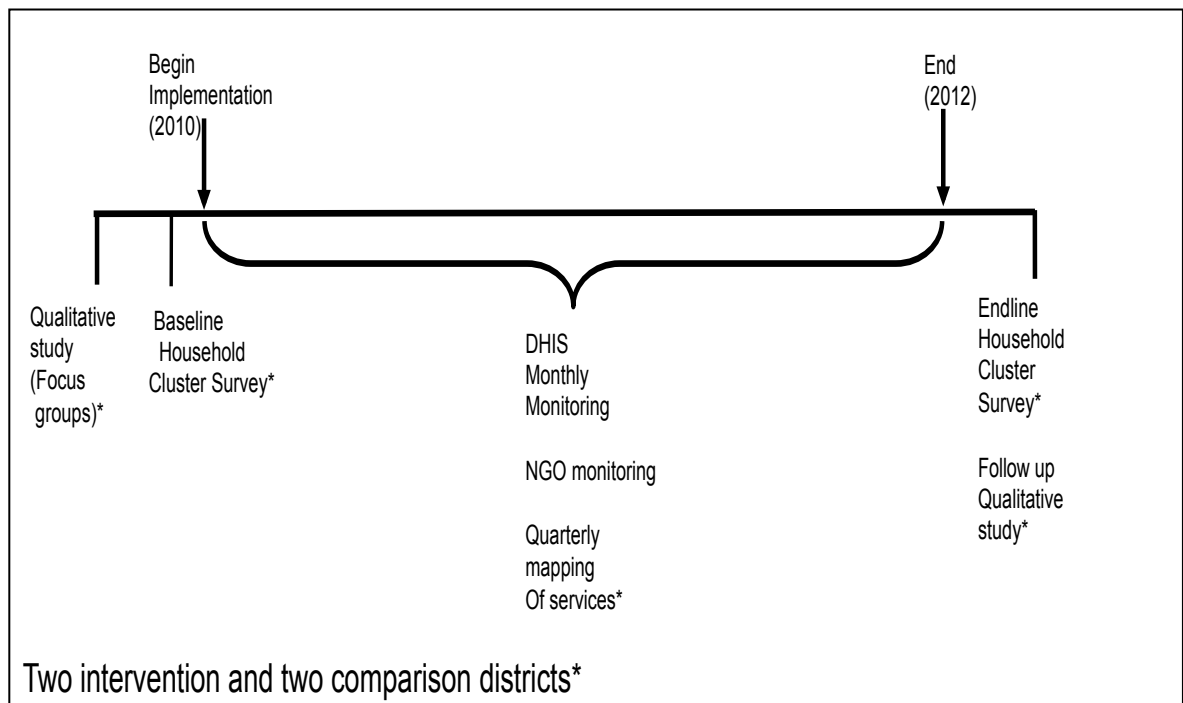 Begin
Implementation
(2010)
End
(2012)
Qualitative
study
(Focus
groups)*
Baseline
Household
Cluster Survey*
DHIS
Monthly
Monitoring
NGO monitoring
Quarterly
mapping
Of services*
Endline
Household
Cluster
Survey*
Follow up
Qualitative
study*
Two intervention and two comparison districts*